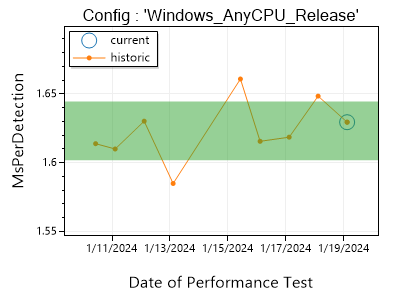 Config : 'Windows_AnyCPU_Release'
current
historic
MsPerDetection
1.65
1.6
1.55
1/11/2024
1/13/2024
1/15/2024
1/17/2024
1/19/2024
Date of Performance Test